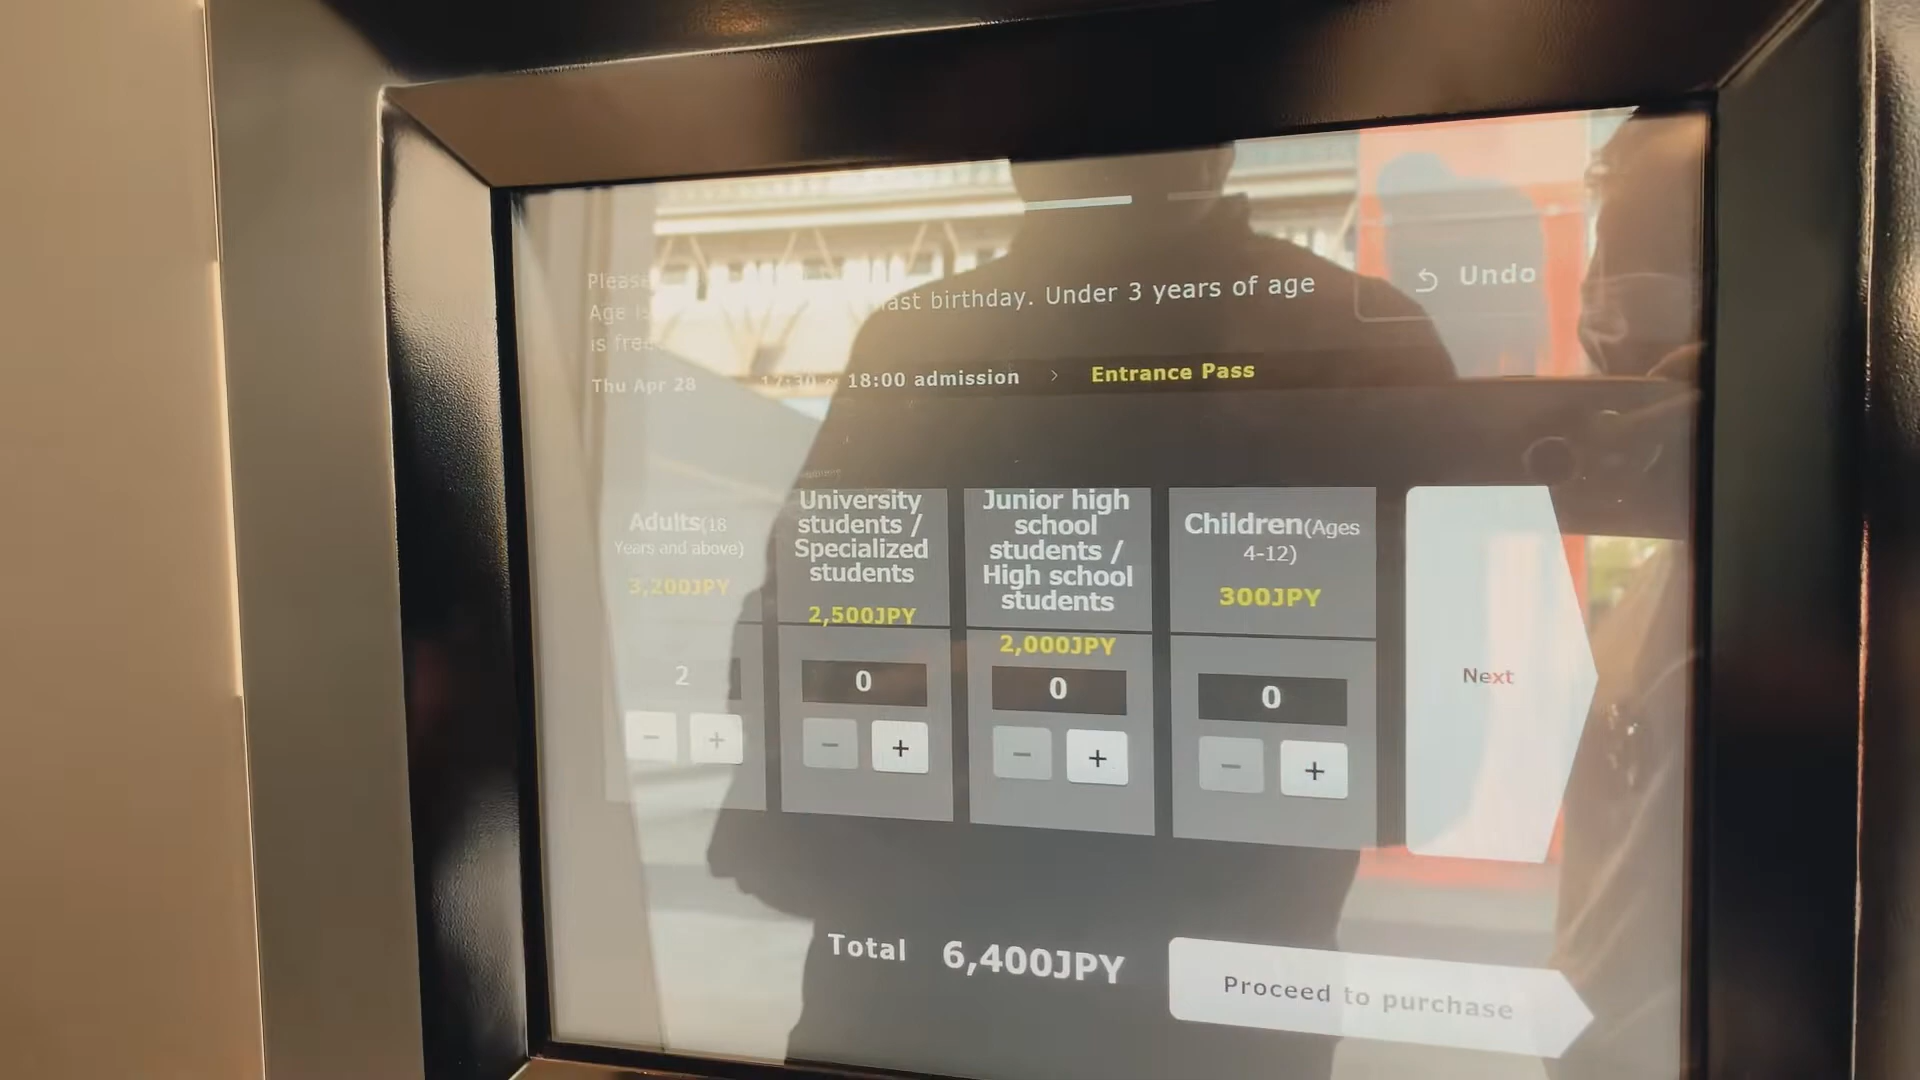 Please last birthday. Under 3 years of age
Undo
Age is
is free
Thu Apr 28 17:30 ~ 18:00 admission > Entrance Pass
Adults(18
Years and above)
3,200JPY
2
− +
University
students /
Specialized
students
2,500JPY
0
− +
Junior high
school
students /
High school
students
2,000JPY
0
− +
Children(Ages
4-12)
300JPY
0
− +
Next
Total 6,400JPY
Proceed to purchase